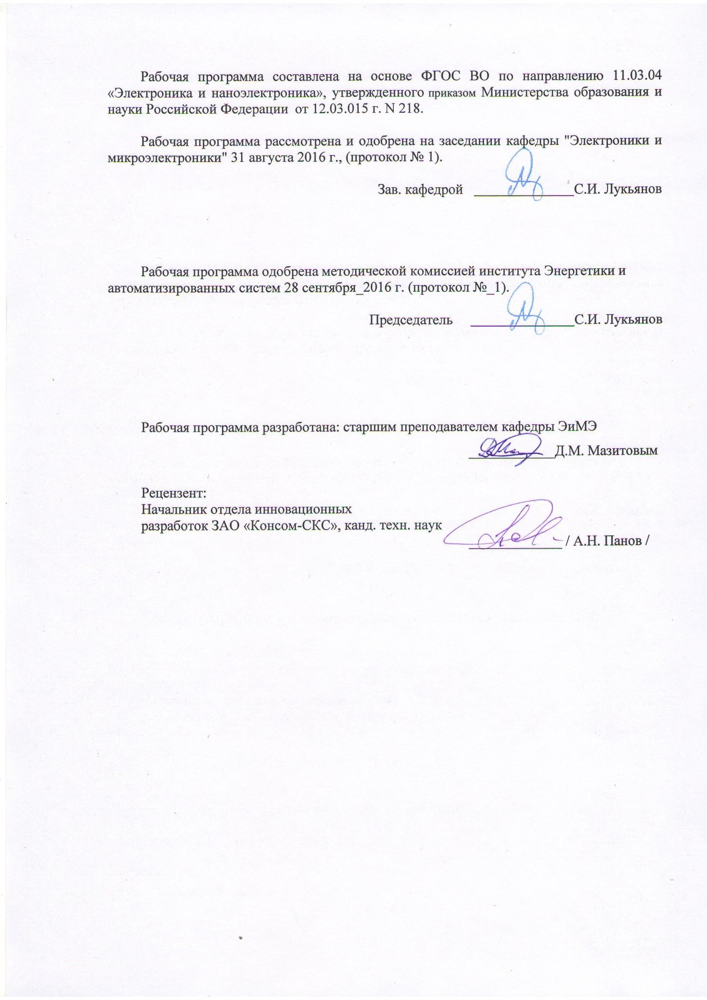 Рабочая программа составлена на основе ФГОС ВО по направлению 11.03.04
«Электроника и наноэлектроника», утвержденного приказом Министерства образования и
науки Российской Федерации от 12.03.015 г. N 218.
Рабочая программа рассмотрена и одобрена на заседании кафедры "Электроники и
микроэлектроники" 31 августа 2016 г., (протокол № 1).
Зав. кафедрой _______________С.И. Лукьянов
Рабочая программа одобрена методической комиссией института Энергетики и
автоматизированных систем 28 сентября_2016 г. (протокол №_1).
Председатель _______________С.И. Лукьянов
Рабочая программа разработана: старшим преподавателем кафедры ЭиМЭ
_____________Д.М. Мазитовым
Рецензент:
Начальник отдела инновационных
разработок ЗАО «Консом-СКС», канд. техн. наук
______________ / А.Н. Панов /